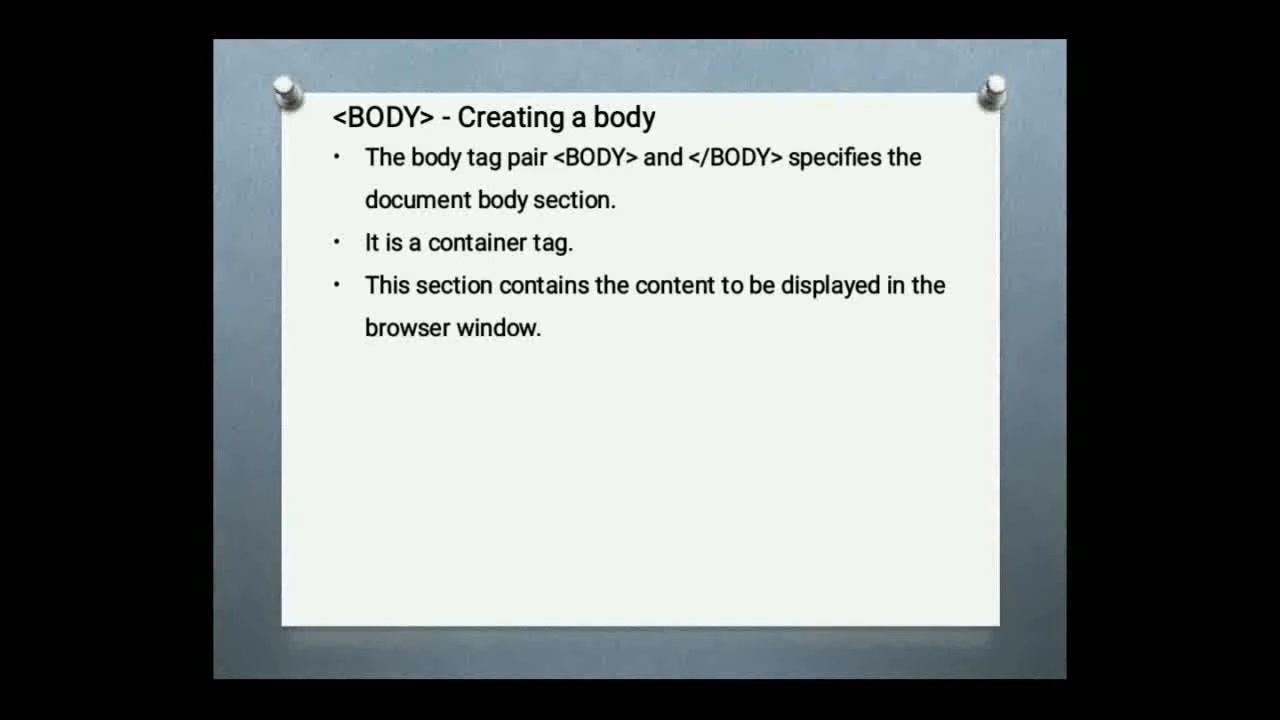 <BODY> - Creating a body
• The body tag pair <BODY> and </BODY> specifies the
document body section.
• It is a container tag.
• This section contains the content to be displayed in the
browser window.